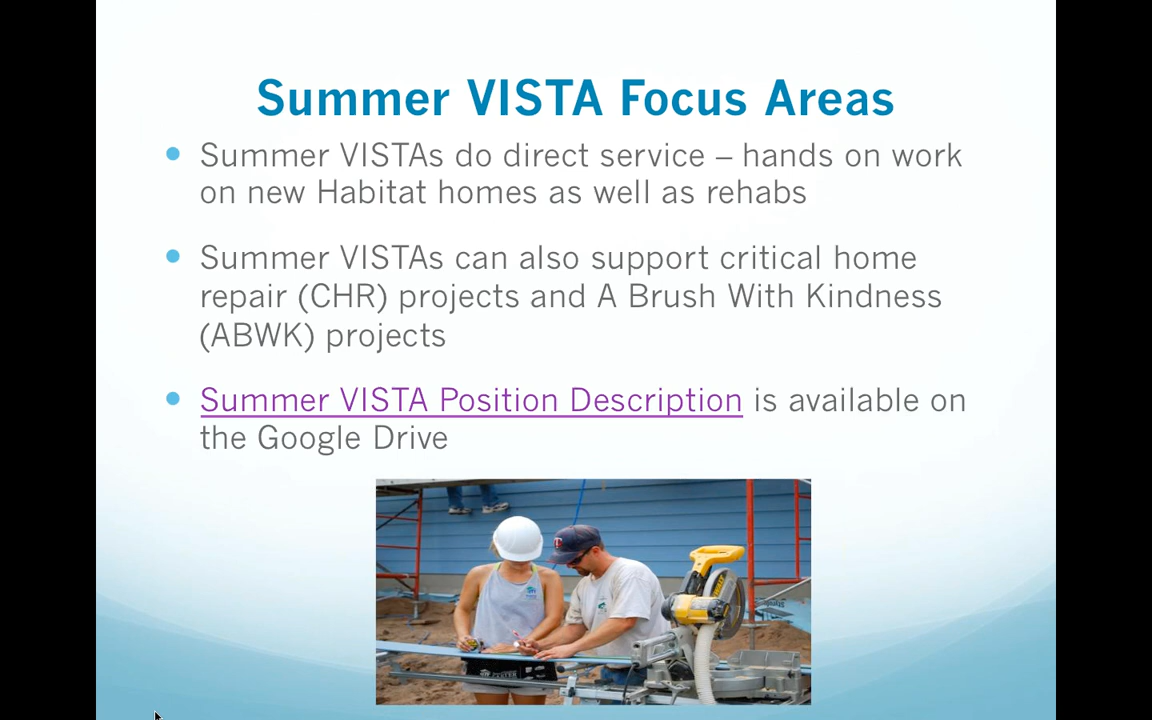 Summer VISTA Focus Areas
Summer VISTAs do direct service – hands on work
on new Habitat homes as well as rehabs
Summer VISTAs can also support critical home
repair (CHR) projects and A Brush With Kindness
(ABWK) projects
Summer VISTA Position Description is available on
the Google Drive